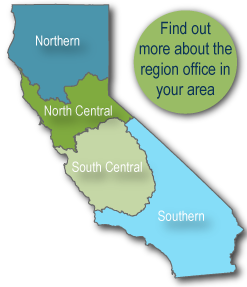 Find out
more about the
region office in
your area
Northern
North Central
South Central
Southern